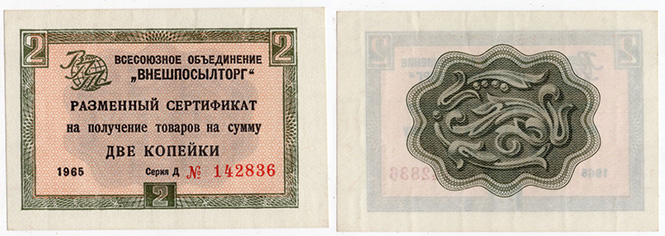 2
2
ВПТ
ВСЕСОЮЗНОЕ ОБЪЕДИНЕНИЕ
„ВНЕШПОСЫЛТОРГ"
РАЗМЕННЫЙ СЕРТИФИКАТ
на получение товаров на сумму
ДВЕ КОПЕЙКИ
1965 Серия Д № 142836
2